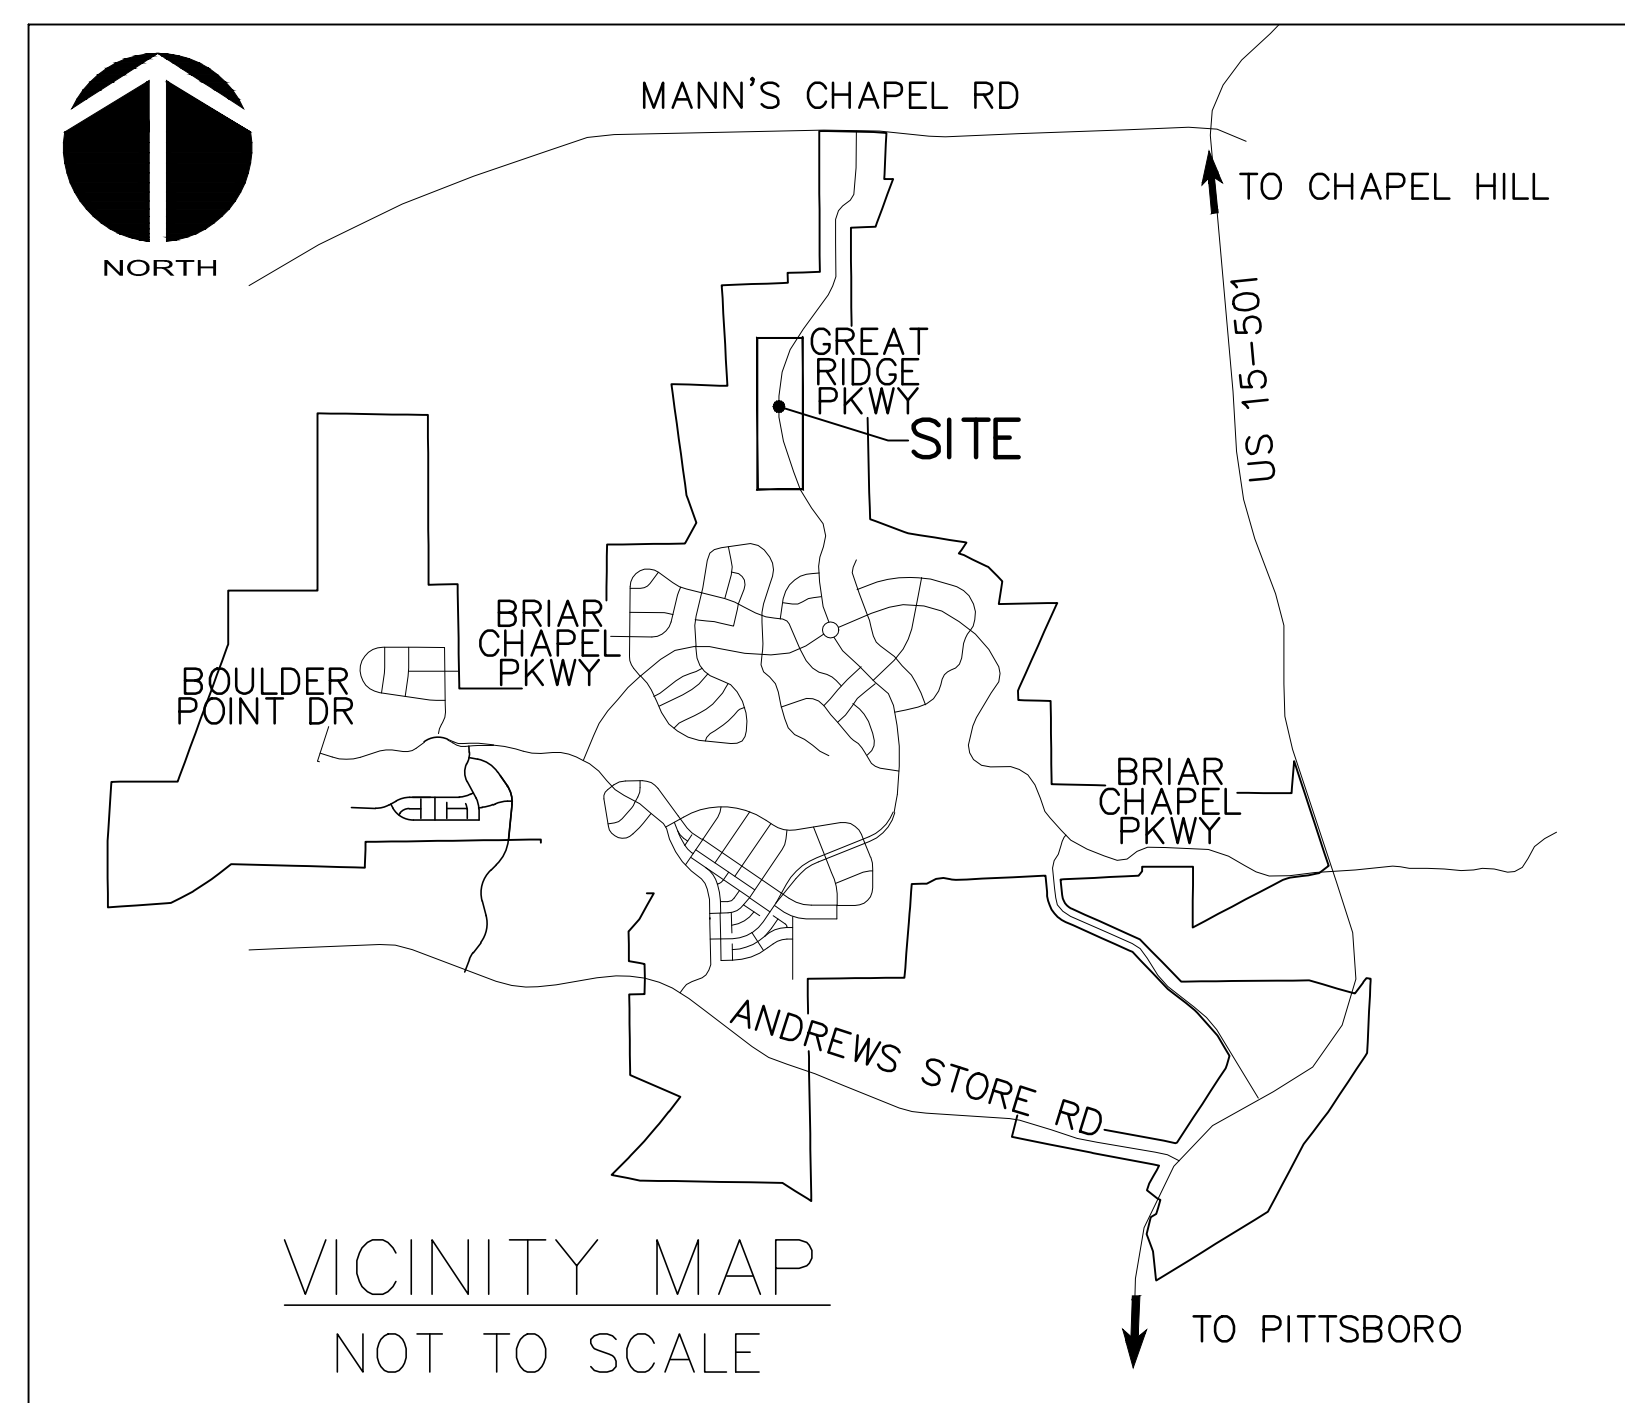 MANN'S CHAPEL RD
TO CHAPEL HILL
NORTH
US 15-501
GREAT
RIDGE
PKWY
SITE
BRIAR
CHAPEL
PKWY
BOULDER
POINT DR
BRIAR
CHAPEL
PKWY
ANDREWS STORE RD
VICINITY MAP
NOT TO SCALE
TO PITTSBORO